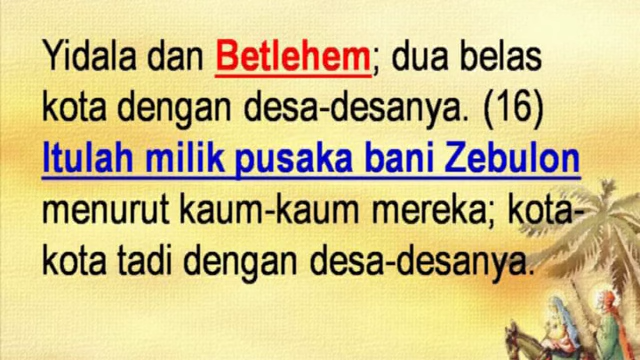 Yidala dan Betlehem; dua belas
kota dengan desa-desanya. (16)
Itulah milik pusaka bani Zebulon
menurut kaum-kaum mereka; kota-
kota tadi dengan desa-desanya.